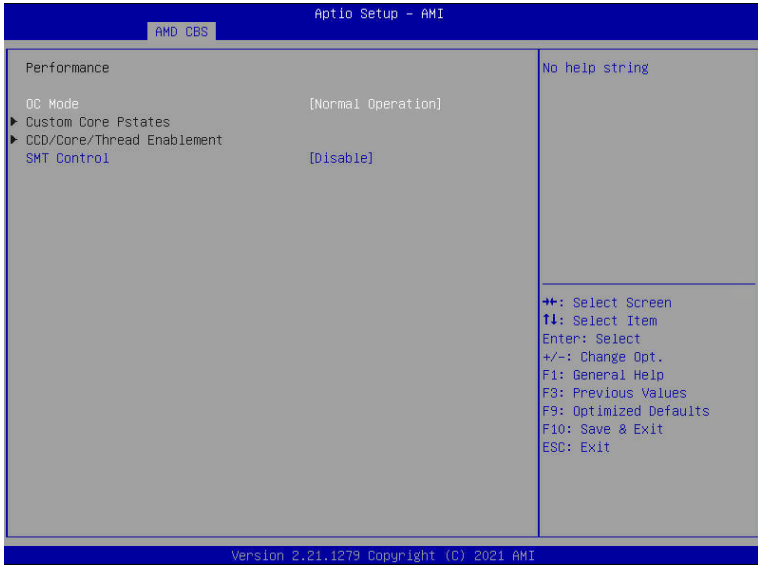 Aptio Setup – AMI
AMD CBS
Performance
OC Mode [Normal Operation]
Custom Core Pstates
CCD/Core/Thread Enablement
SMT Control [Disable]
No help string
→←: Select Screen
↑↓: Select Item
Enter: Select
+/-: Change Opt.
F1: General Help
F3: Previous Values
F9: Optimized Defaults
F10: Save & Exit
ESC: Exit
Version 2.21.1279 Copyright (C) 2021 AMI